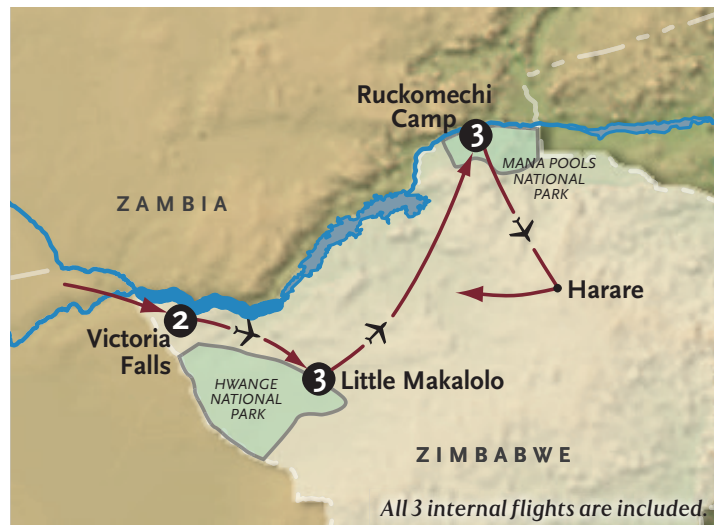 Ruckomechi
Camp
3
MANA POOLS
NATIONAL
PARK
ZAMBIA
Harare
2
Victoria
Falls
3 Little Makalolo
HWANGE
NATIONAL
PARK
ZIMBABWE
All 3 internal flights are included.